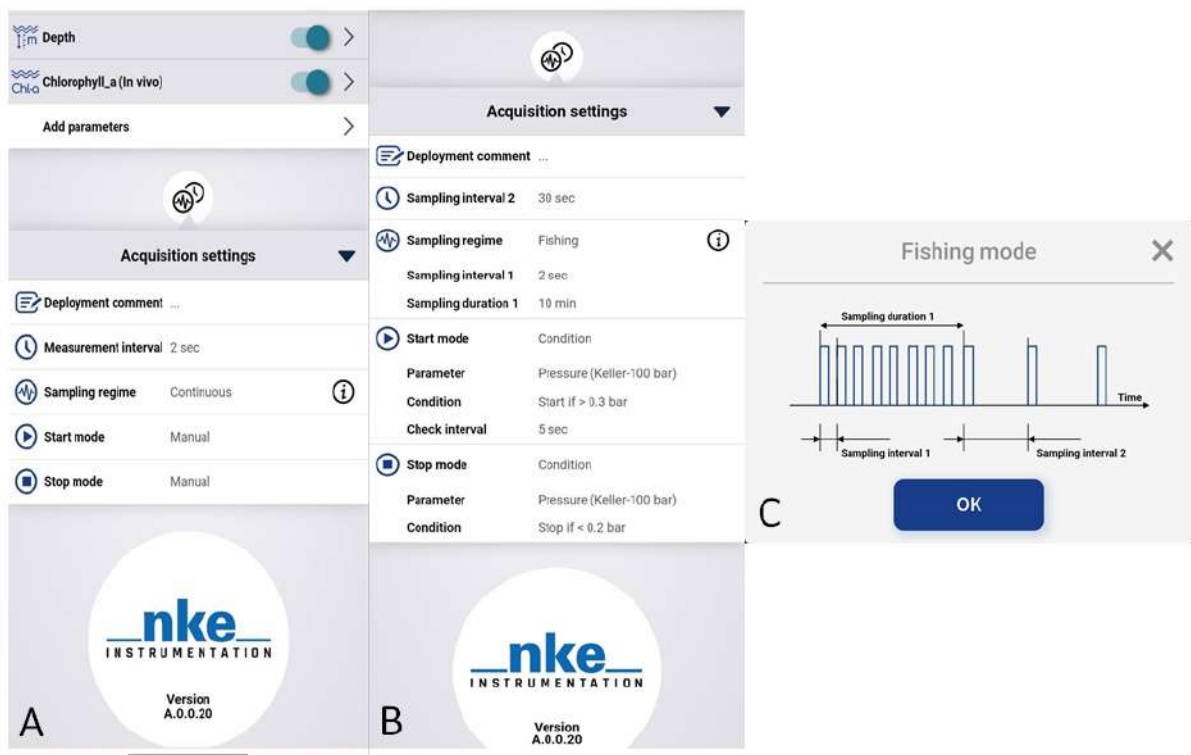 Depth
Chl-a Chlorophyll_a (In vivo)
Add parameters
Acquisition settings
Deployment comment ...
Measurement interval 2 sec
Sampling regime Continuous
Start mode Manual
Stop mode Manual
nke
INSTRUMENTATION
Version
A.0.0.20
A
Acquisition settings
Deployment comment ...
Sampling interval 2 30 sec
Sampling regime Fishing
Sampling interval 1 2 sec
Sampling duration 1 10 min
Start mode Condition
Parameter Pressure (Keller-100 bar)
Condition Start if > 0.3 bar
Check interval 5 sec
Stop mode Condition
Parameter Pressure (Keller-100 bar)
Condition Stop if < 0.2 bar
nke
INSTRUMENTATION
Version
A.0.0.20
B
Fishing mode
Sampling duration 1
Time
Sampling interval 1 Sampling interval 2
OK
C